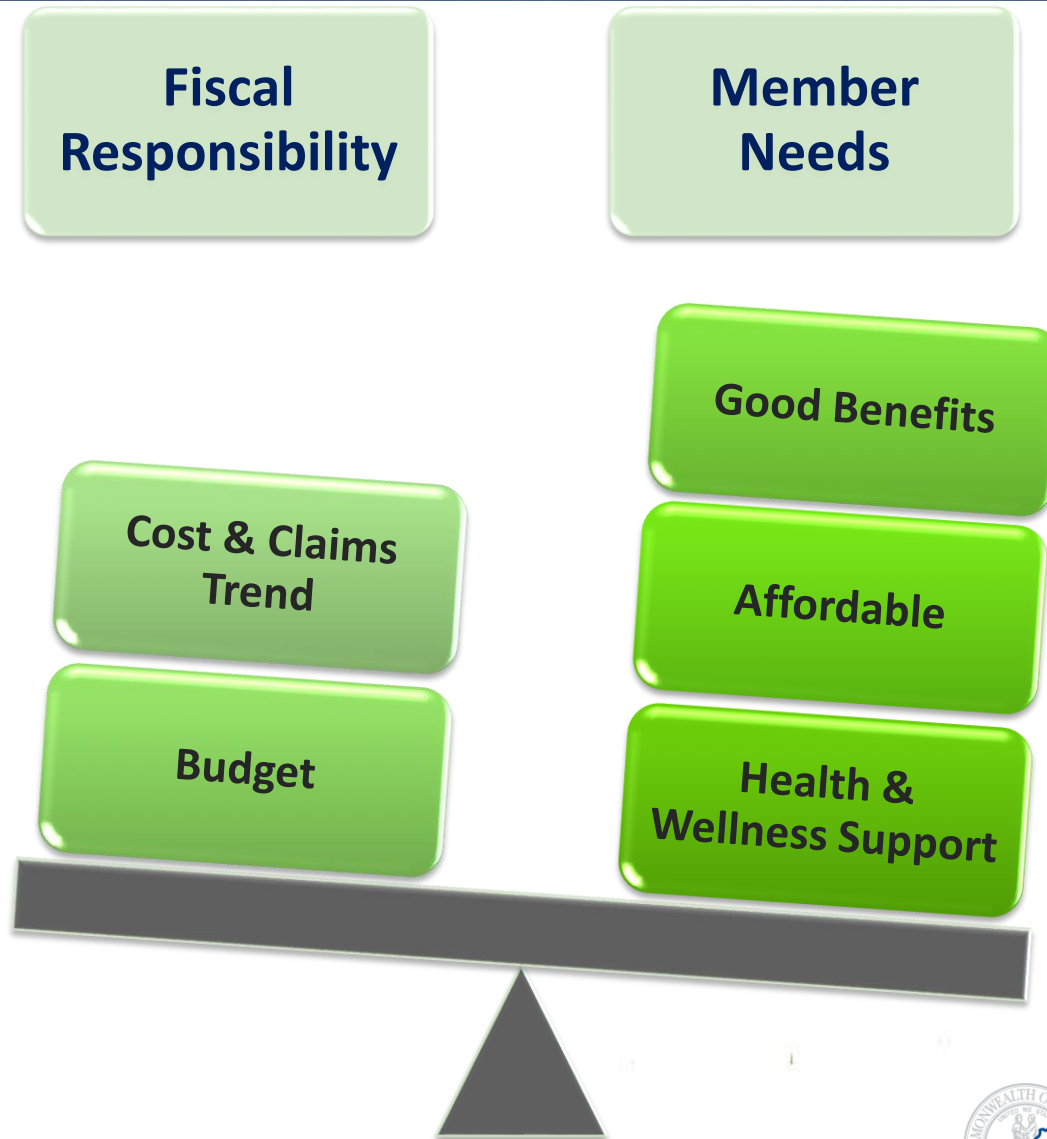 Fiscal
Responsibility
Member
Needs
Cost & Claims
Trend
Budget
Good Benefits
Affordable
Health &
Wellness Support